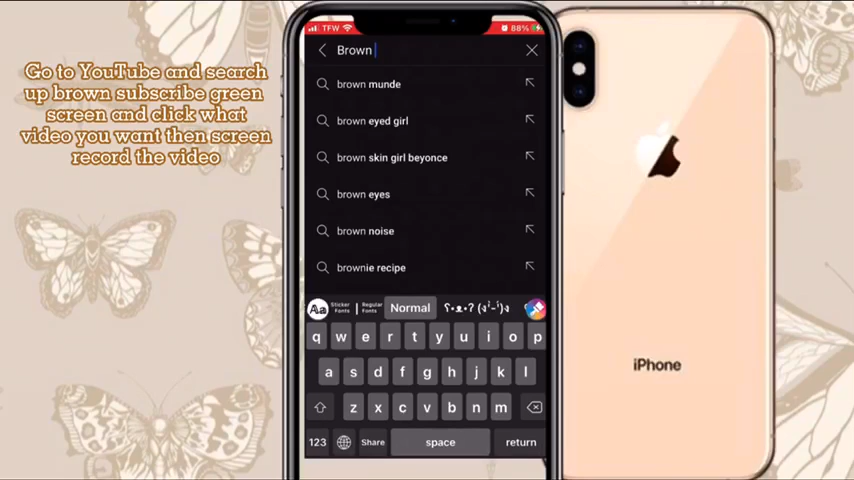 Go to YouTube and search
up brown subscribe green
screen and click what
video you want then screen
record the video
TFW 88%
Brown
brown munde
brown eyed girl
brown skin girl beyonce
brown eyes
brown noise
brownie recipe
Aa Sticker Fonts Regular Fonts Normal
q w e r t y u i o p
a s d f g h j k l
z x c v b n m
123 Share space return
iPhone